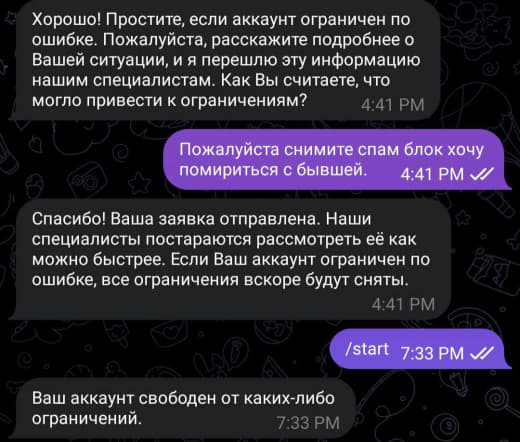 Хорошо! Простите, если аккаунт ограничен по
ошибке. Пожалуйста, расскажите подробнее о
Вашей ситуации, и я перешлю эту информацию
нашим специалистам. Как Вы считаете, что
могло привести к ограничениям?
4:41 PM
Пожалуйста снимите спам блок хочу
помириться с бывшей.
4:41 PM
Спасибо! Ваша заявка отправлена. Наши
специалисты постараются рассмотреть её как
можно быстрее. Если Ваш аккаунт ограничен по
ошибке, все ограничения вскоре будут сняты.
4:41 PM
/start 7:33 PM
Ваш аккаунт свободен от каких-либо
ограничений.
7:33 PM